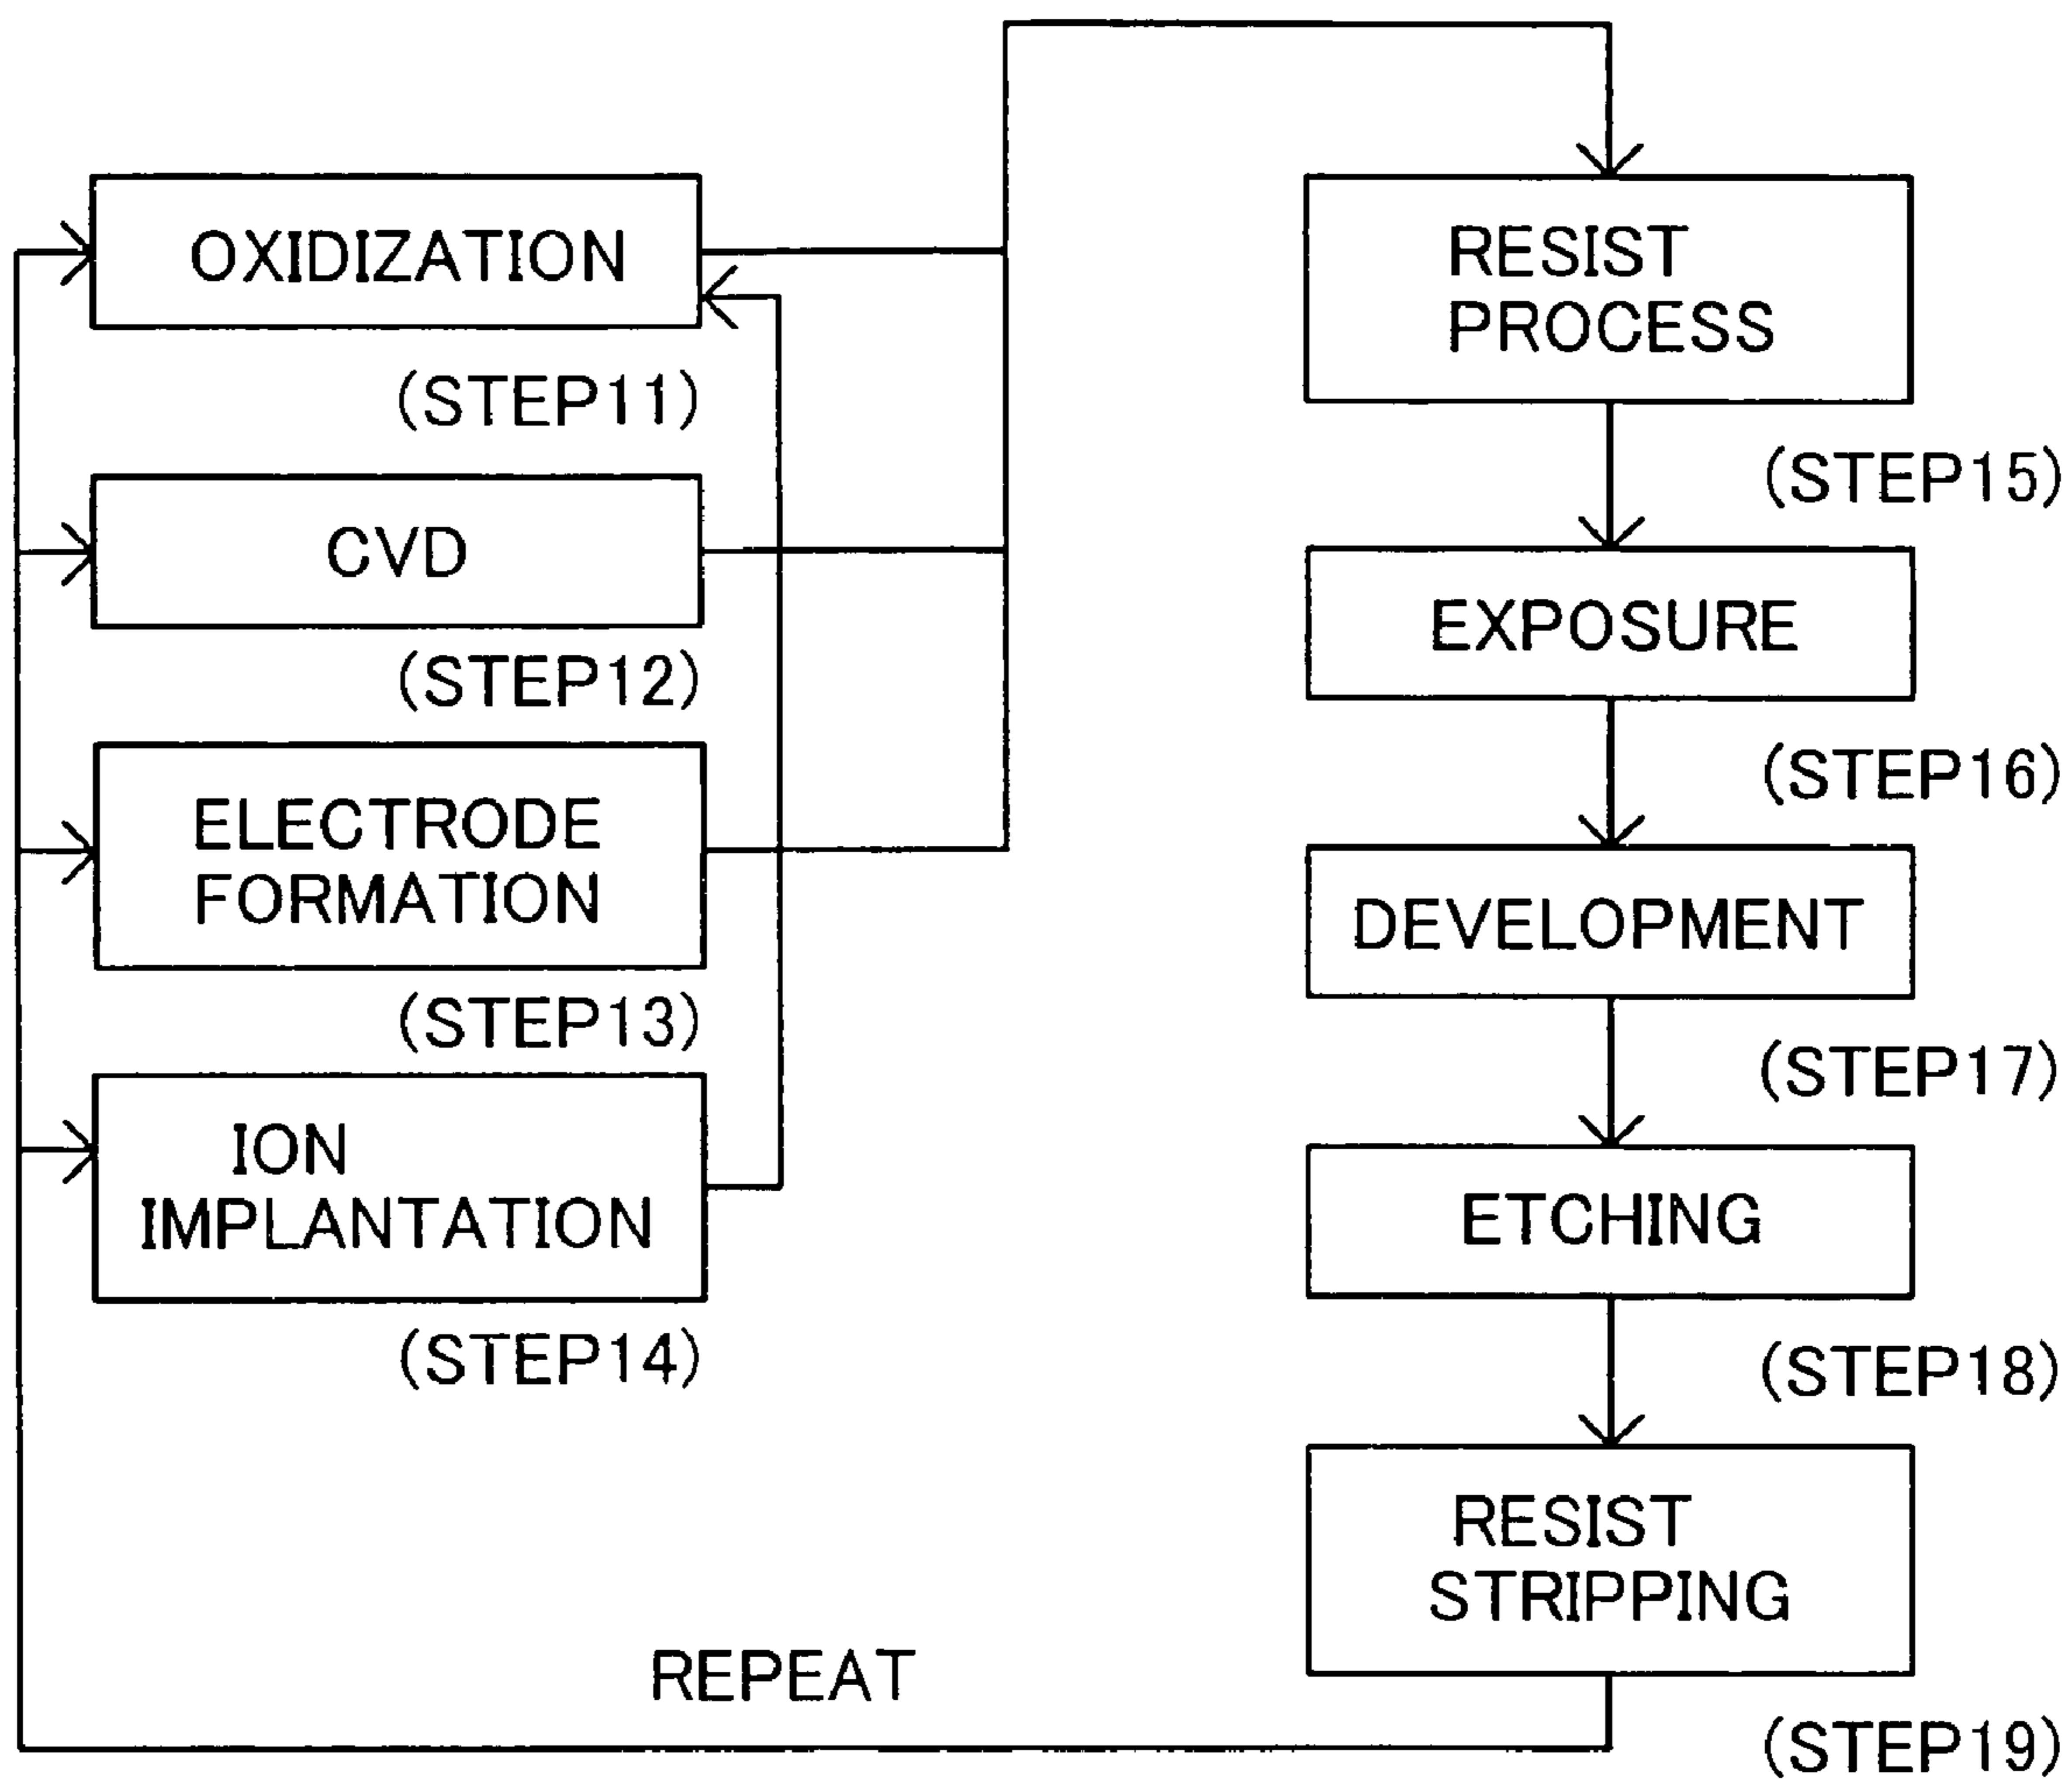 OXIDIZATION
(STEP11)
CVD
(STEP12)
ELECTRODE
FORMATION
(STEP13)
ION
IMPLANTATION
(STEP14)
RESIST
PROCESS
(STEP15)
EXPOSURE
(STEP16)
DEVELOPMENT
(STEP17)
ETCHING
(STEP18)
RESIST
STRIPPING
(STEP19)
REPEAT